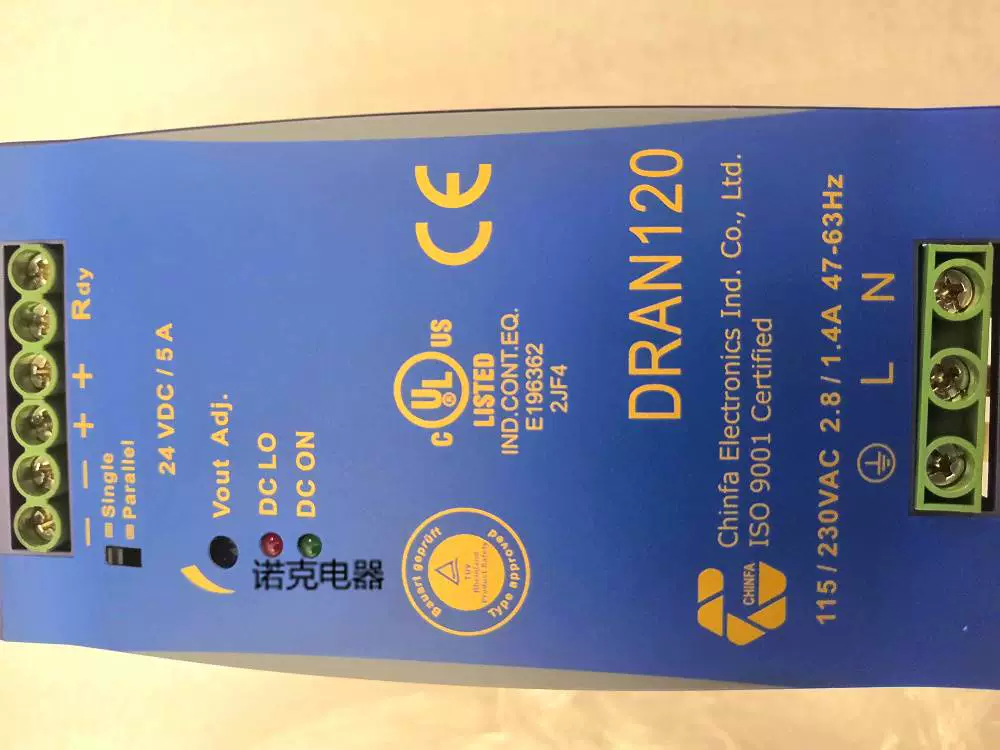 Rdy
+ +
— —
Single
Parallel
24 VDC / 5 A
Vout Adj.
DC LO
DC ON
诺克电器
CE
C UL US
®
LISTED
IND.CONT.EQ.
E196362
2JF4
Bauart geprüft
TÜV
Rheinland
Product Safety
Type approved
DRAN120
Chinfa Electronics Ind. Co., Ltd.
ISO 9001 Certified
CHINFA
115/230VAC 2.8/1.4A 47-63Hz
L N